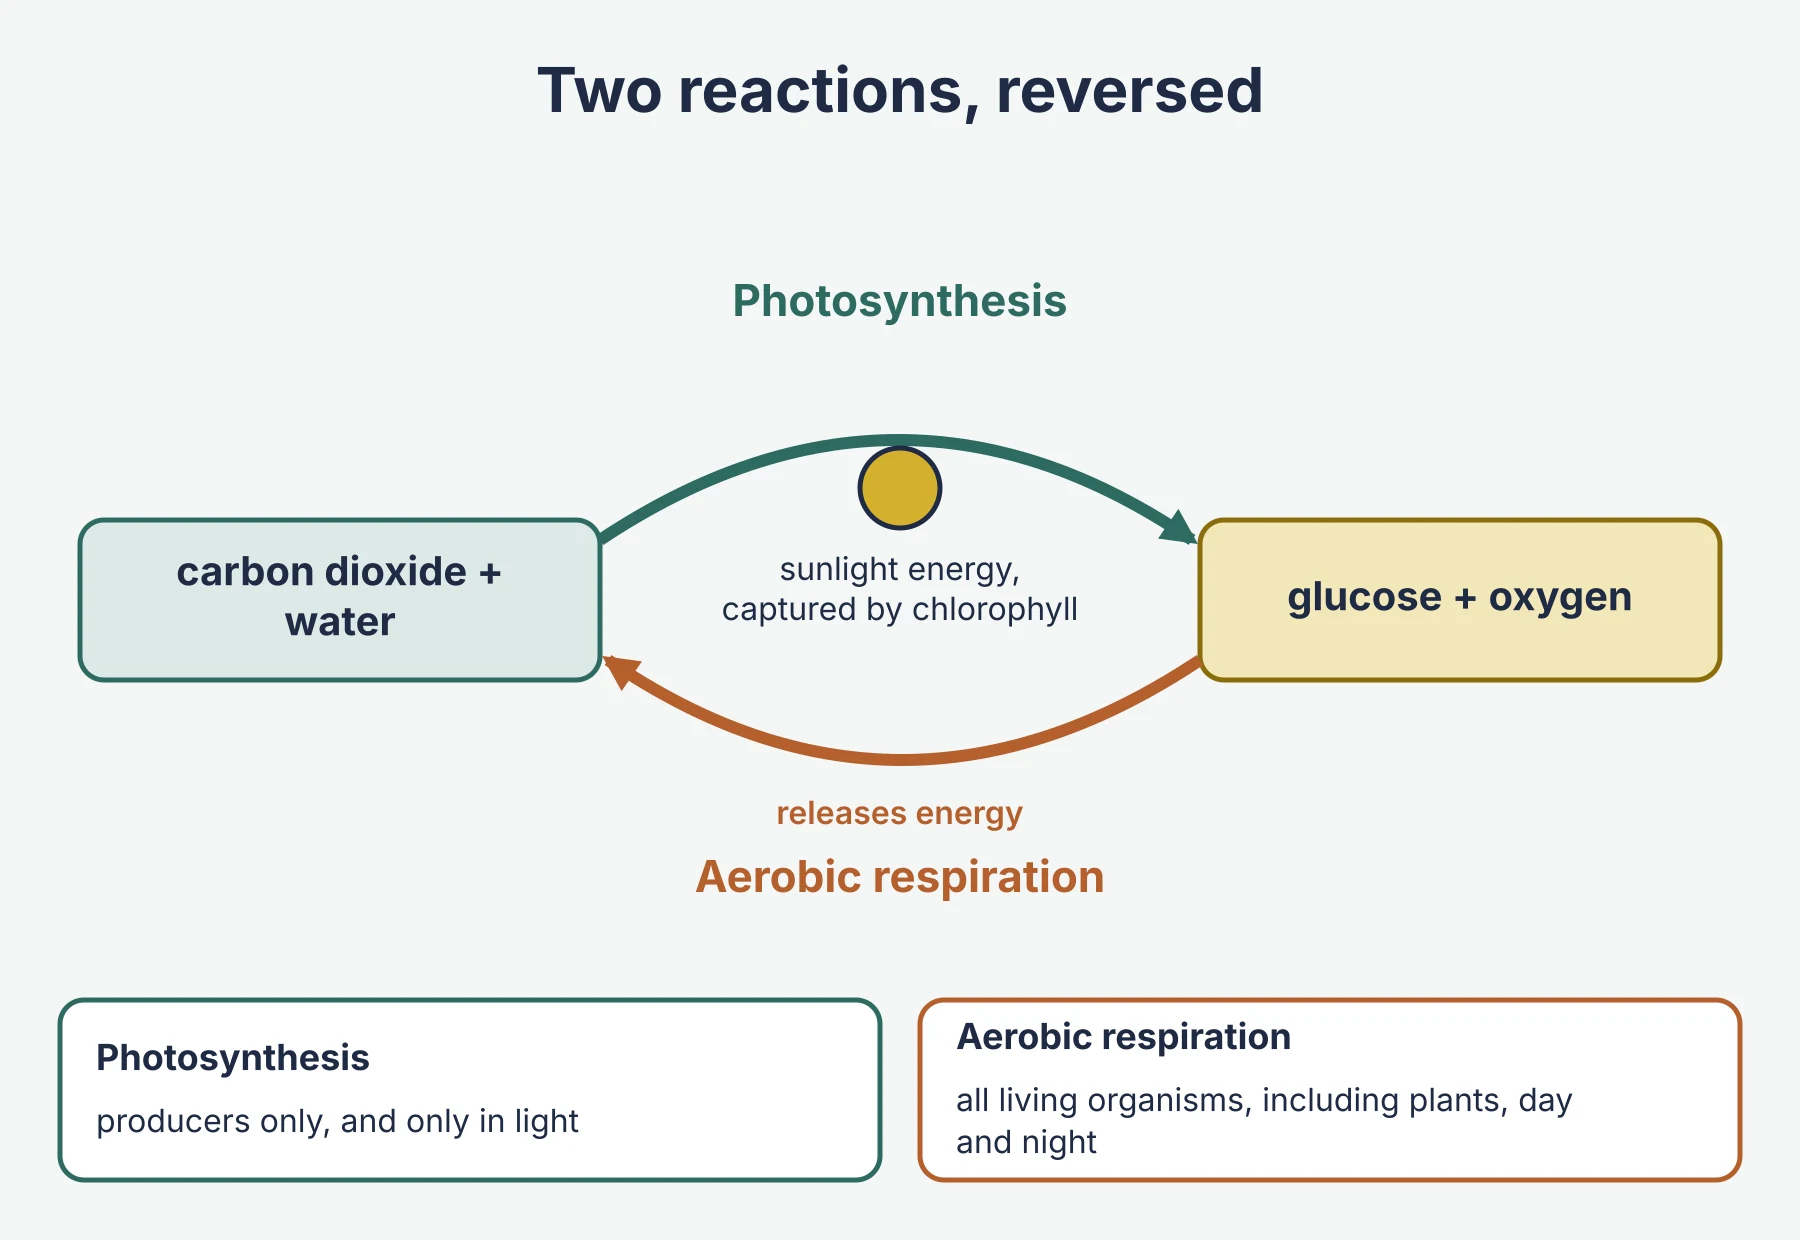 Two reactions, reversed
Photosynthesis
sunlight energy,
captured by chlorophyll
carbon dioxide +
water
glucose + oxygen
releases energy
Aerobic respiration
Photosynthesis
producers only, and only in light
Aerobic respiration
all living organisms, including plants, day
and night